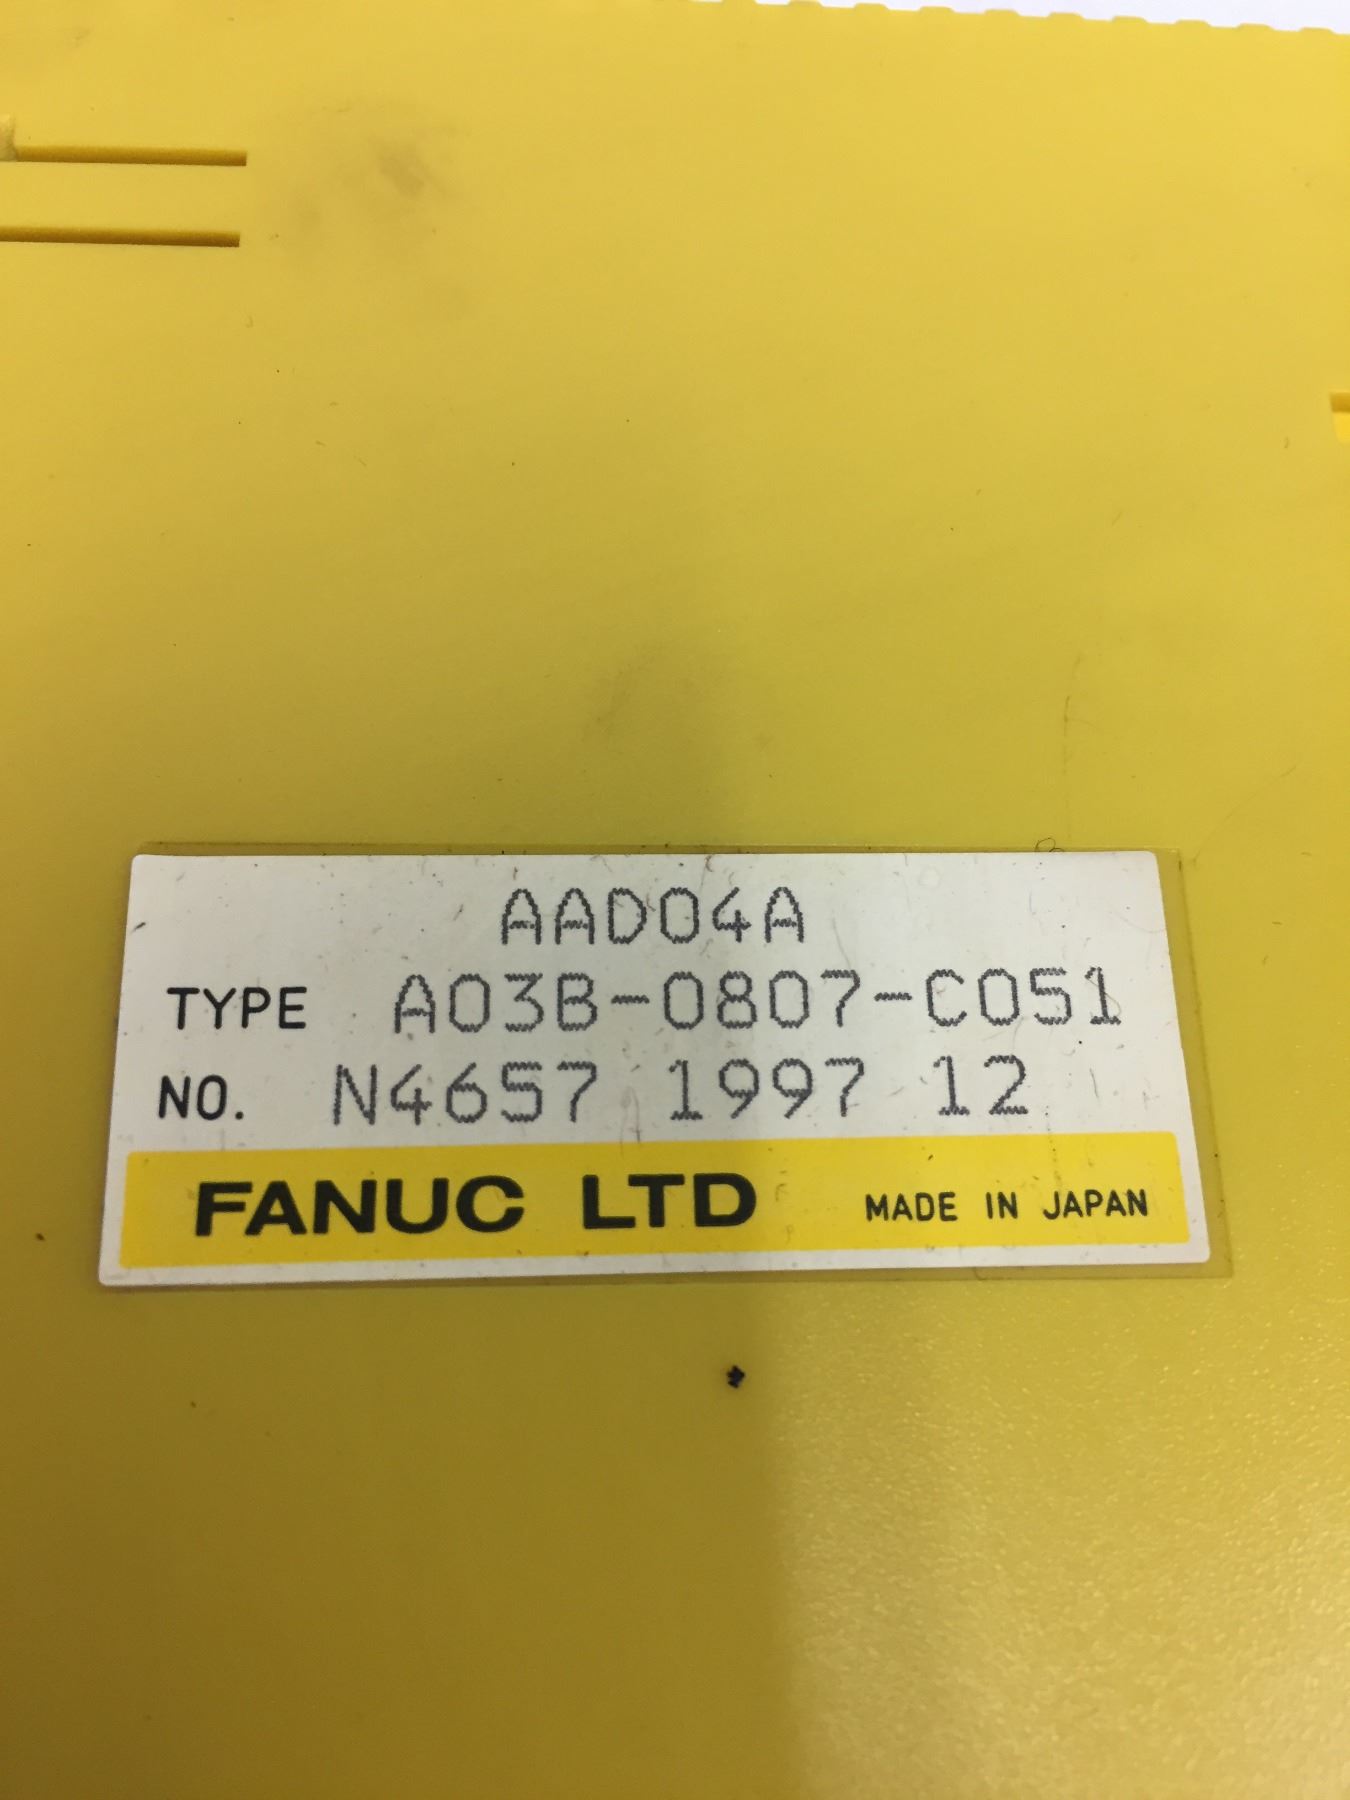 AAD04A
TYPE A03B-0807-C051
NO. N4657 1997 12
FANUC LTD MADE IN JAPAN